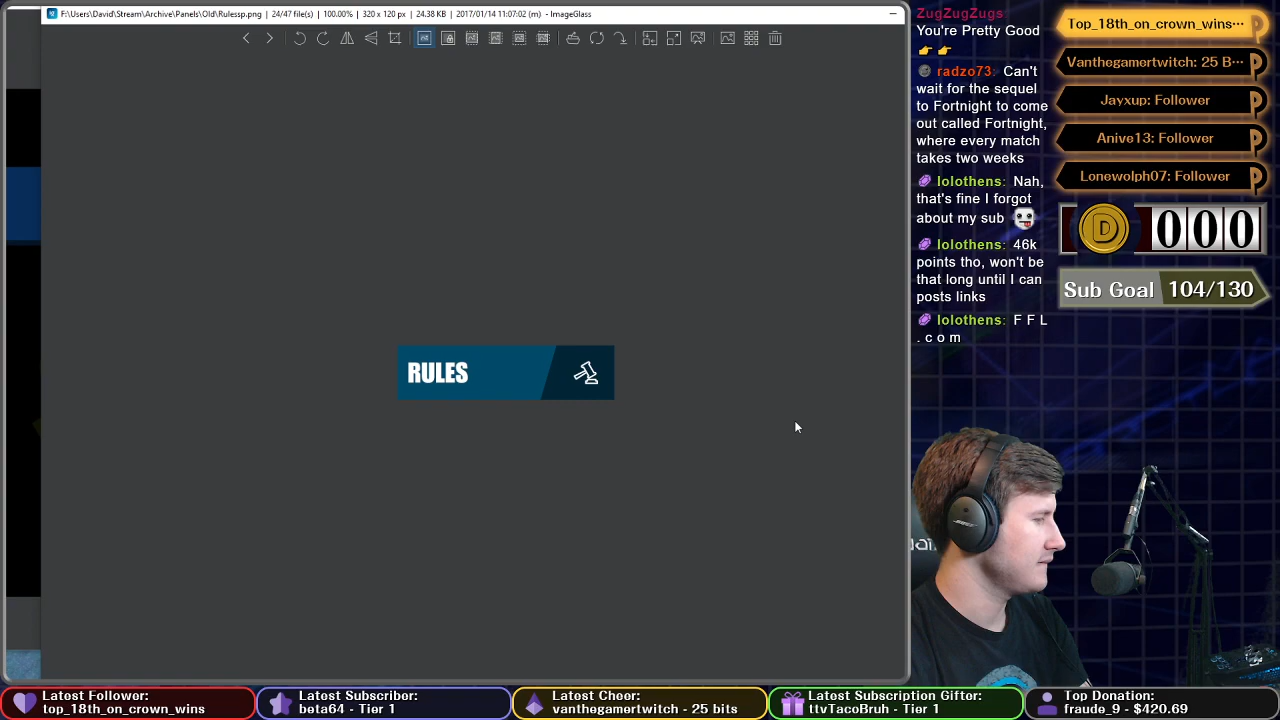 F:\Users\David\Stream\Archive\Panels\Old\Rulessp.png | 24/47 file(s) | 100.00% | 320 x 120 px | 24.38 KB | 2017/01/14 11:07:02 (m) - ImageGlass
RULES
ZugZugZugs:
You're Pretty Good
radzo73: Can't
wait for the sequel
to Fortnight to come
out called Fortnight,
where every match
takes two weeks
lolothens: Nah,
that's fine I forgot
about my sub
lolothens: 46k
points tho, won't be
that long until I can
posts links
lolothens: F F L
. c o m
Top_18th_on_crown_wins...
Vanthegamertwitch: 25 B...
Jayxup: Follower
Anive13: Follower
Lonewolph07: Follower
D 000
Sub Goal 104/130
BOSE
Latest Follower:
top_18th_on_crown_wins
Latest Subscriber:
beta64 - Tier 1
Latest Cheer:
vanthegamertwitch - 25 bits
Latest Subscription Gifter:
ttvTacoBruh - Tier 1
Top Donation:
fraude_9 - $420.69